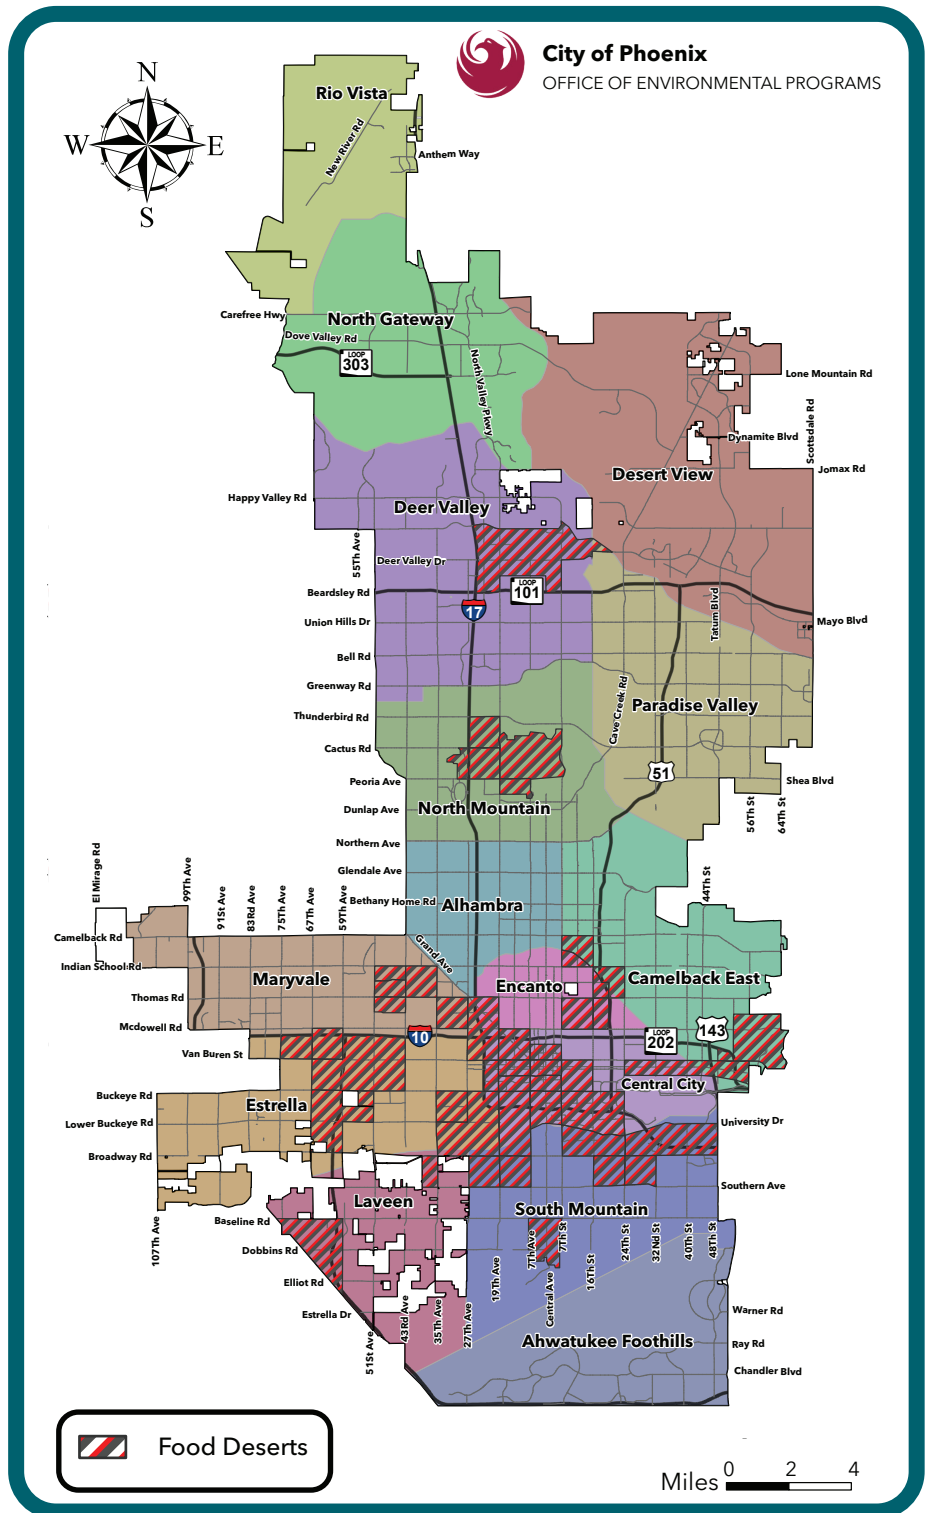 City of Phoenix
OFFICE OF ENVIRONMENTAL PROGRAMS
N
W
E
S
Rio Vista
New River Rd
Anthem Way
Carefree Hwy
North Gateway
Dove Valley Rd
LOOP
303
North Valley Pkwy
Lone Mountain Rd
Scottsdale Rd
Dynamite Blvd
Jomax Rd
Desert View
Happy Valley Rd
Deer Valley
55Th Ave
Deer Valley Dr
LOOP
101
Beardsley Rd
17
Tatum Blvd
Union Hills Dr
Mayo Blvd
Bell Rd
Greenway Rd
Cave Creek Rd
Paradise Valley
Thunderbird Rd
Cactus Rd
51
Peoria Ave
Shea Blvd
North Mountain
Dunlap Ave
56Th St
64Th St
Northern Ave
El Mirage Rd
99Th Ave
91St Ave
83Rd Ave
75Th Ave
67Th Ave
59Th Ave
Glendale Ave
44Th St
Bethany Home Rd
Alhambra
Camelback Rd
Grand Ave
Indian School Rd
Maryvale
Encanto
Camelback East
Thomas Rd
Mcdowell Rd
10
LOOP
202
143
Van Buren St
Central City
Buckeye Rd
Estrella
Lower Buckeye Rd
University Dr
Broadway Rd
Southern Ave
Laveen
South Mountain
107Th Ave
Baseline Rd
7Th Ave
7Th St
24Th St
32Nd St
40Th St
48Th St
Dobbins Rd
19Th Ave
Central Ave
16Th St
Elliot Rd
Estrella Dr
51St Ave
43Rd Ave
35Th Ave
27Th Ave
Warner Rd
Ahwatukee Foothills
Ray Rd
Chandler Blvd
Food Deserts
Miles
0
2
4